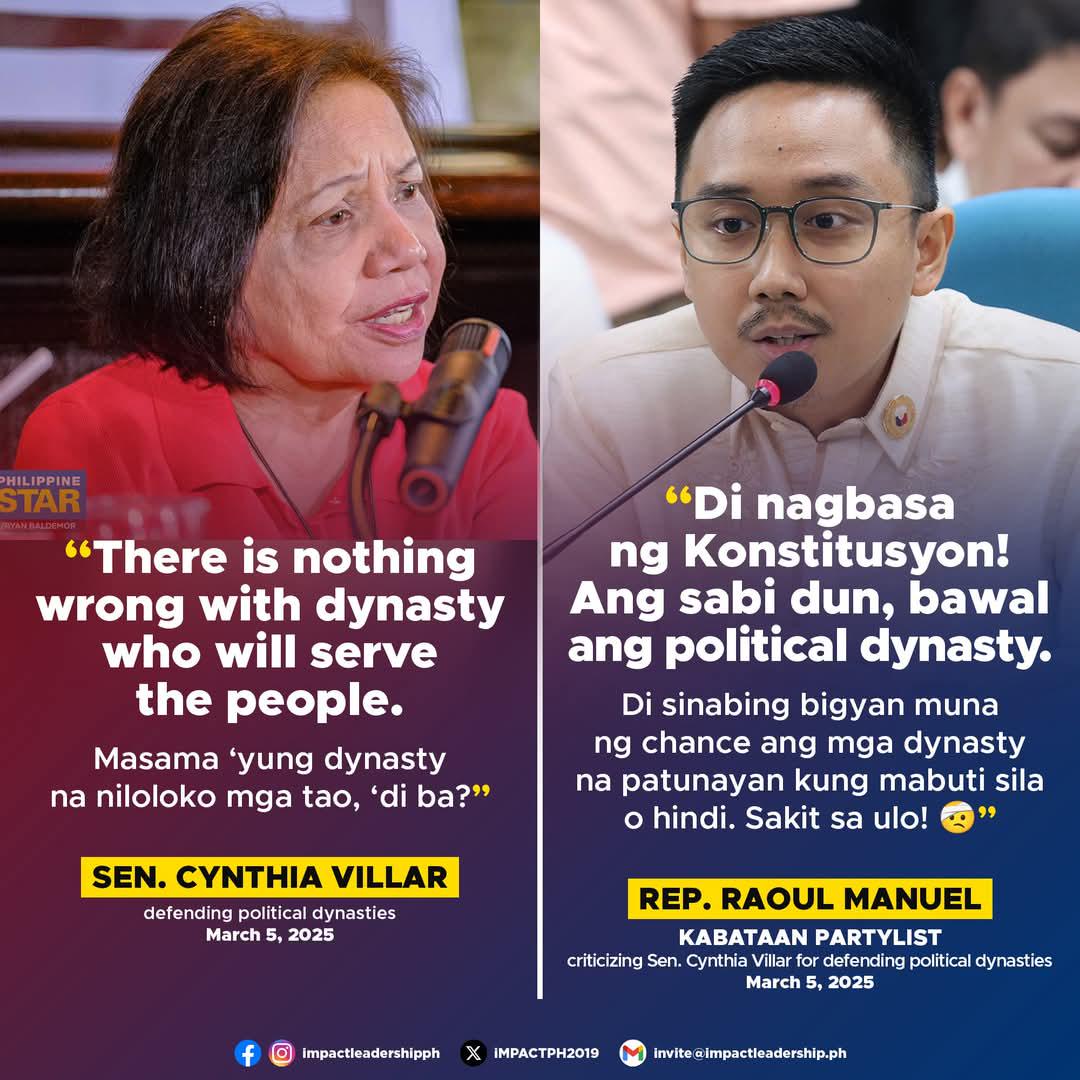 PHILIPPINE
STAR
/RYAN BALDEMOR
“There is nothing
wrong with dynasty
who will serve
the people.
Masama ‘yung dynasty
na niloloko mga tao, ‘di ba?”
SEN. CYNTHIA VILLAR
defending political dynasties
March 5, 2025
“Di nagbasa
ng Konstitusyon!
Ang sabi dun, bawal
ang political dynasty.
Di sinabing bigyan muna
ng chance ang mga dynasty
na patunayan kung mabuti sila
o hindi. Sakit sa ulo! 🤕”
REP. RAOUL MANUEL
KABATAAN PARTYLIST
criticizing Sen. Cynthia Villar for defending political dynasties
March 5, 2025
impactleadershipph IMPACTPH2019 invite@impactleadership.ph